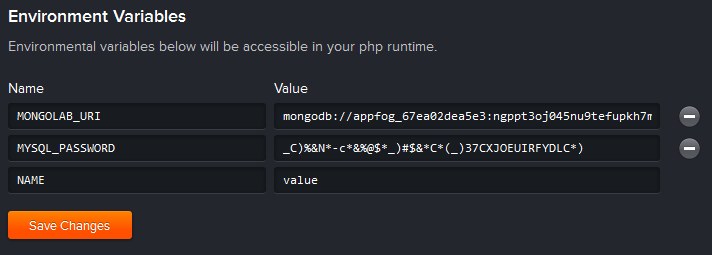 Environment Variables
Environmental variables below will be accessible in your php runtime.
Name Value
MONGOLAB_URI mongodb://appfog_67ea02dea5e3:ngppt3oj045nu9tefupkh7m
MYSQL_PASSWORD _C)%&N*-c*&%@$*_)#$&*C*(_)37CXJOEUIRFYDLC*)
NAME value
Save Changes